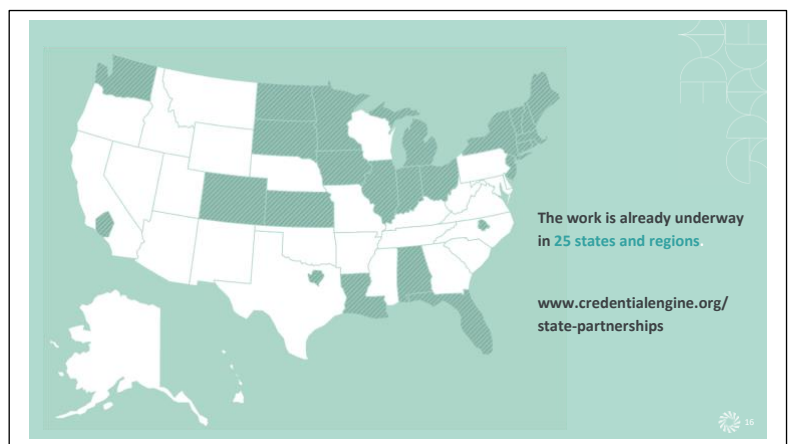 The work is already underway
in 25 states and regions.
www.credentialengine.org/
state-partnerships
16